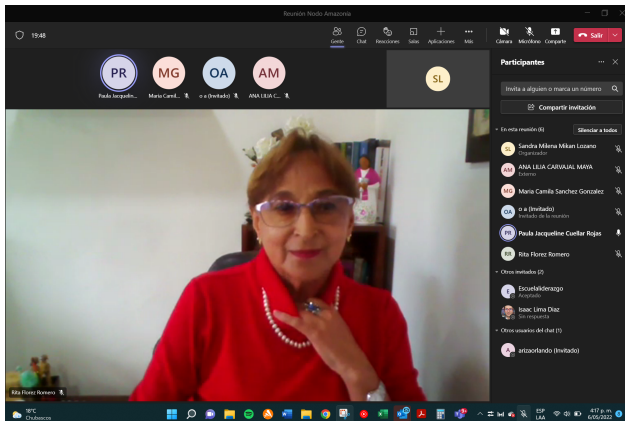 Reunión Nodo Amazonía
19:48
Gente
Chat
Reacciones
Salas
Aplicaciones
Más
Cámara
Micrófono
Comparte
Salir
PR
MG
OA
AM
SL
Paula Jacquelin...
Maria Camil...
o a (Invitado)
ANA LILIA C...
Rita Florez Romero
Participantes
Invita a alguien o marca un número
Compartir invitación
En esta reunión (6)
Silenciar a todos
SL
Sandra Milena Mikan Lozano
Organizador
AM
ANA LILIA CARVAJAL MAYA
Externo
MG
Maria Camila Sanchez Gonzalez
OA
o a (Invitado)
Invitado de la reunión
PR
Paula Jacqueline Cuellar Rojas
RR
Rita Florez Romero
Otros invitados (2)
E
Escuelaliderazgo
Aceptado
Isaac Lima Diaz
Sin respuesta
Otros usuarios del chat (1)
A
arizaorlando (Invitado)
18°C
Chubascos
ESP
LAA
4:17 p. m.
6/05/2022